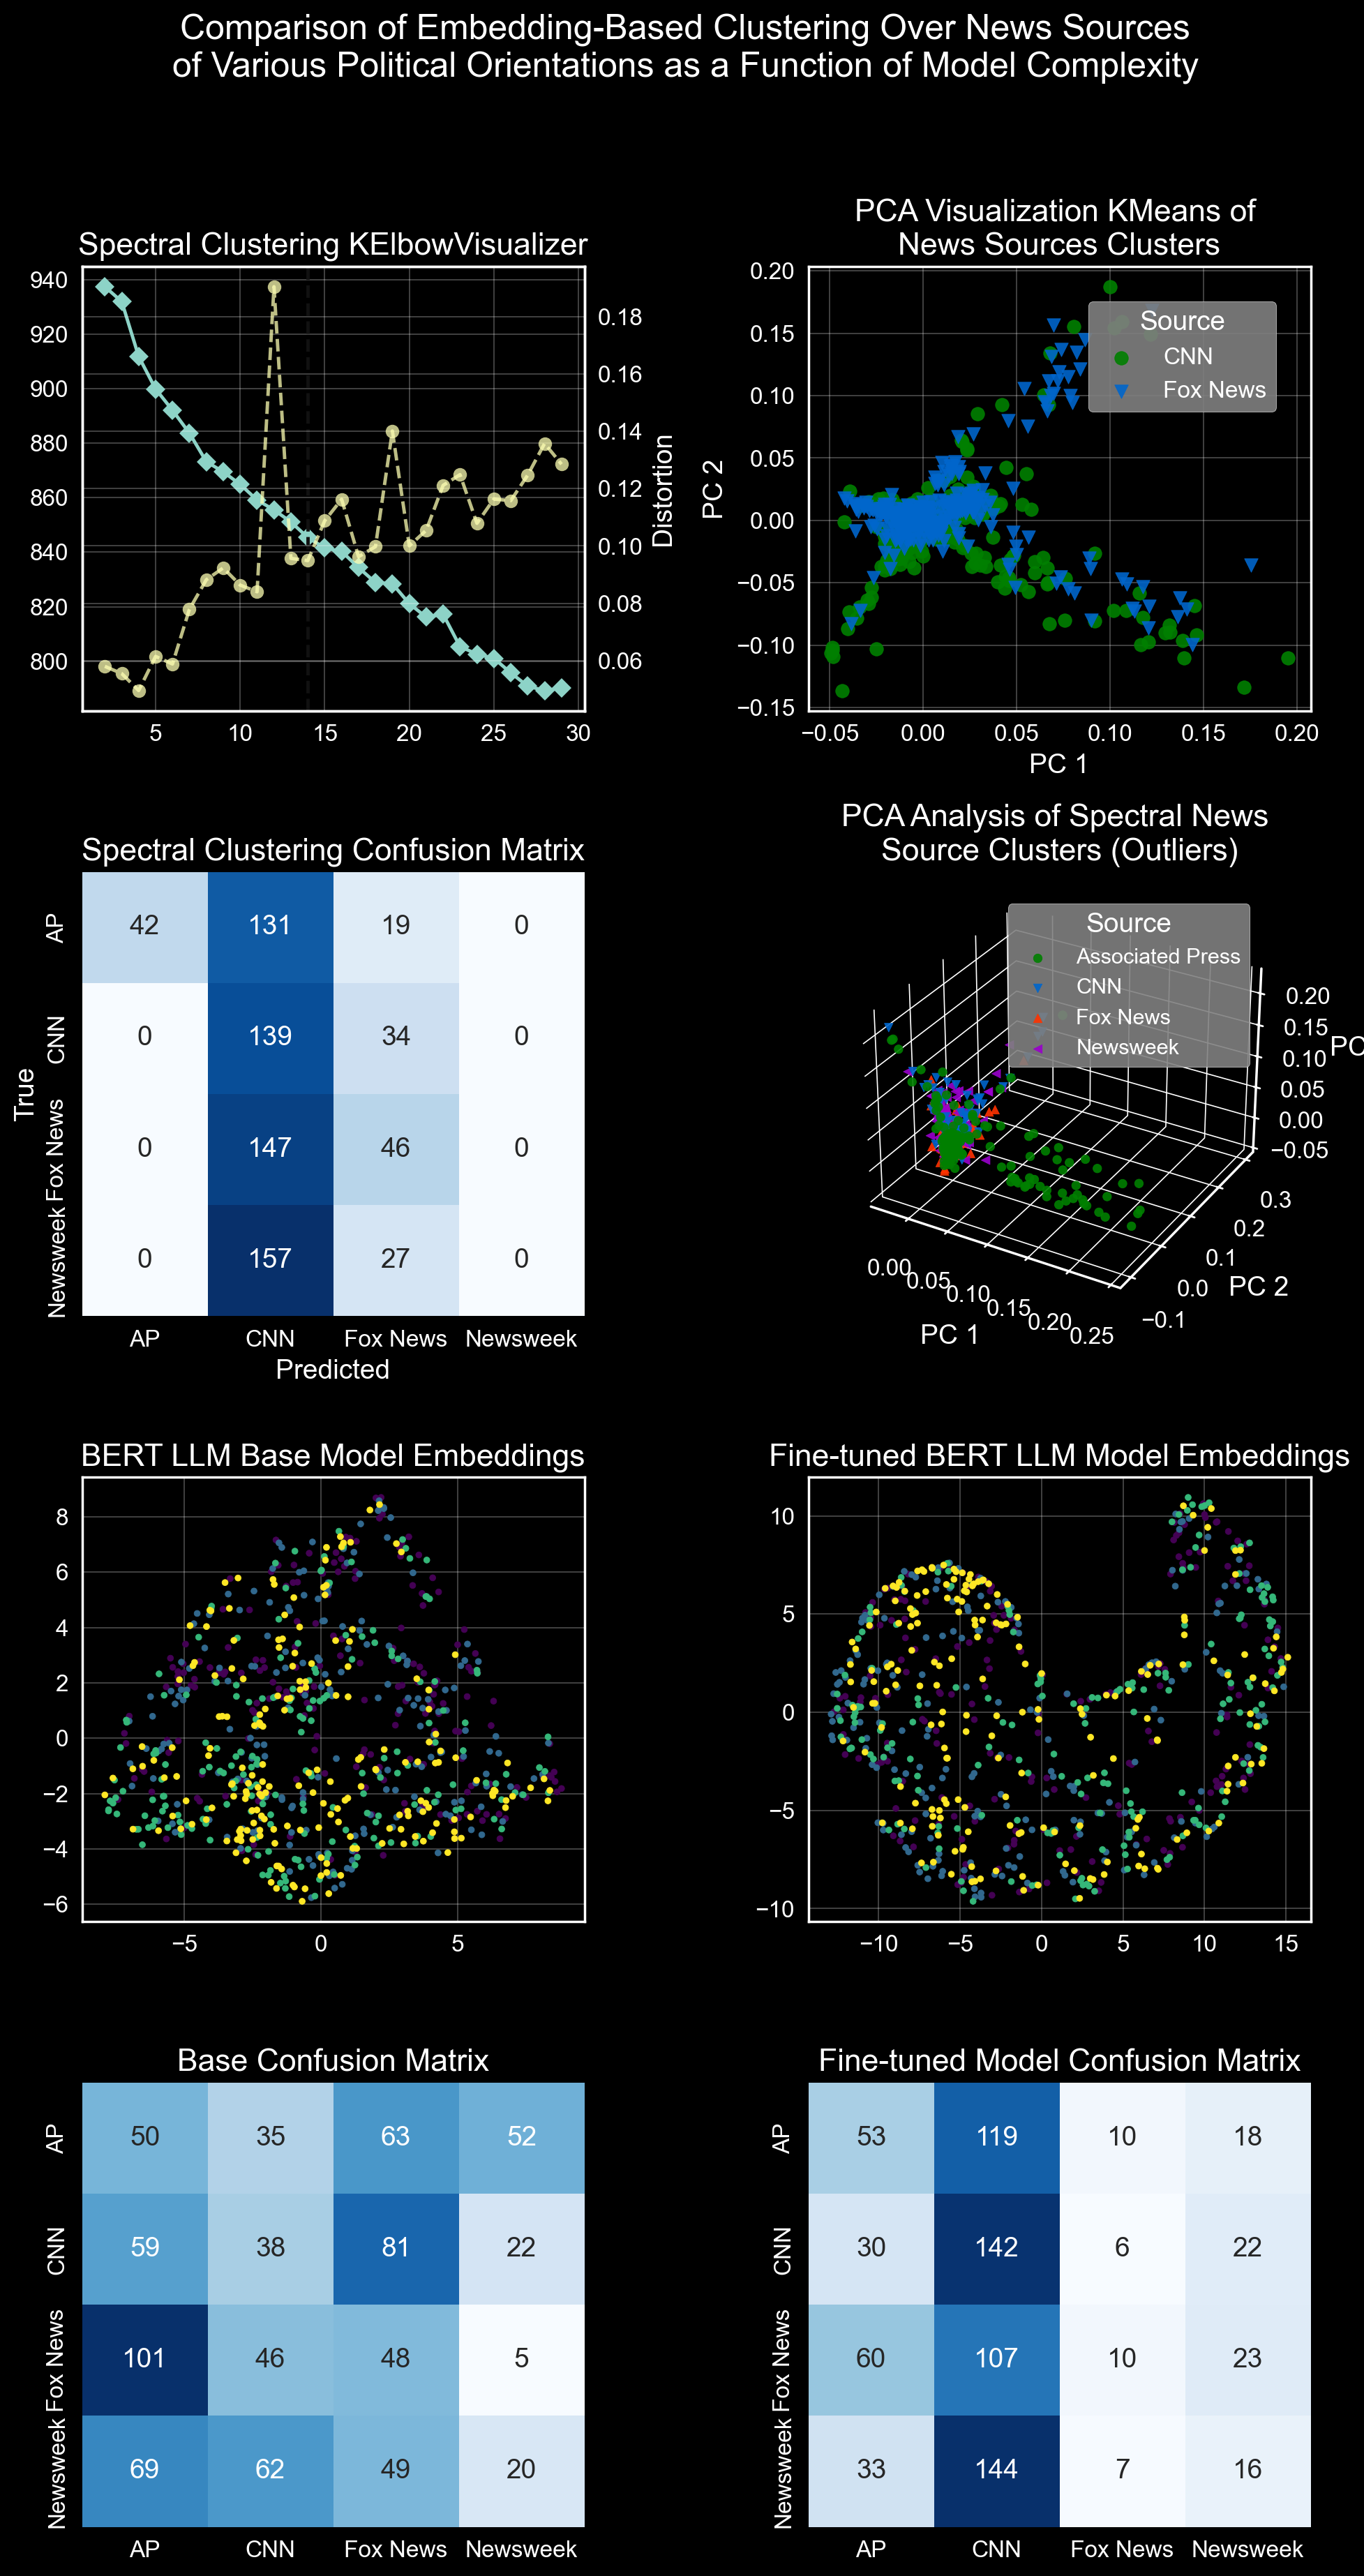 Comparison of Embedding-Based Clustering Over News Sources
of Various Political Orientations as a Function of Model Complexity
Spectral Clustering KElbowVisualizer
940
920
900
880
860
840
820
800
0.18
0.16
0.14
0.12
0.10
0.08
0.06
Distortion
5 10 15 20 25 30
PCA Visualization KMeans of
News Sources Clusters
0.20
0.15
0.10
0.05
0.00
−0.05
−0.10
−0.15
PC 2
Source
CNN
Fox News
−0.05 0.00 0.05 0.10 0.15 0.20
PC 1
Spectral Clustering Confusion Matrix
True
AP 42 131 19 0
CNN 0 139 34 0
Fox News 0 147 46 0
Newsweek 0 157 27 0
AP CNN Fox News Newsweek
Predicted
PCA Analysis of Spectral News
Source Clusters (Outliers)
Source
Associated Press
CNN
Fox News
Newsweek
0.20
0.15
0.10
0.05
0.00
−0.05
PC
0.3
0.2
0.1
0.0
−0.1
PC 2
0.00
0.05
0.10
0.15
0.20
0.25
PC 1
BERT LLM Base Model Embeddings
8
6
4
2
0
−2
−4
−6
−5 0 5
Fine-tuned BERT LLM Model Embeddings
10
5
0
−5
−10
−10 −5 0 5 10 15
Base Confusion Matrix
AP 50 35 63 52
CNN 59 38 81 22
Fox News 101 46 48 5
Newsweek 69 62 49 20
AP CNN Fox News Newsweek
Fine-tuned Model Confusion Matrix
AP 53 119 10 18
CNN 30 142 6 22
Fox News 60 107 10 23
Newsweek 33 144 7 16
AP CNN Fox News Newsweek